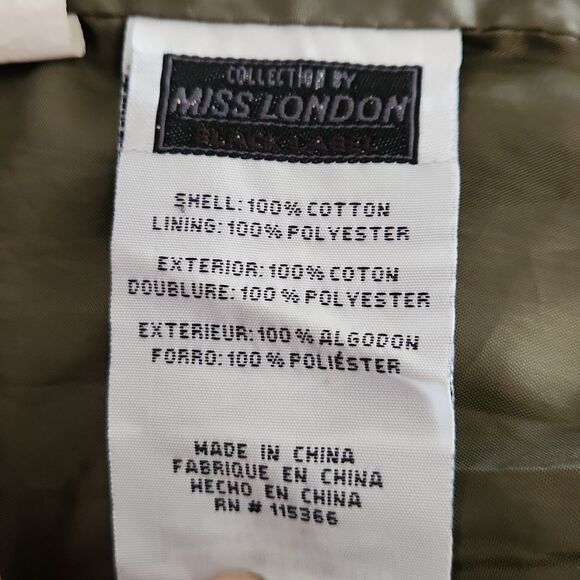 COLLECTION BY
MISS LONDON
BLACK LABEL
SHELL: 100% COTTON
LINING: 100% POLYESTER
EXTERIOR: 100% COTON
DOUBLURE: 100% POLYESTER
EXTERIEUR: 100% ALGODON
FORRO: 100% POLIÉSTER
MADE IN CHINA
FABRIQUE EN CHINA
HECHO EN CHINA
RN # 115366